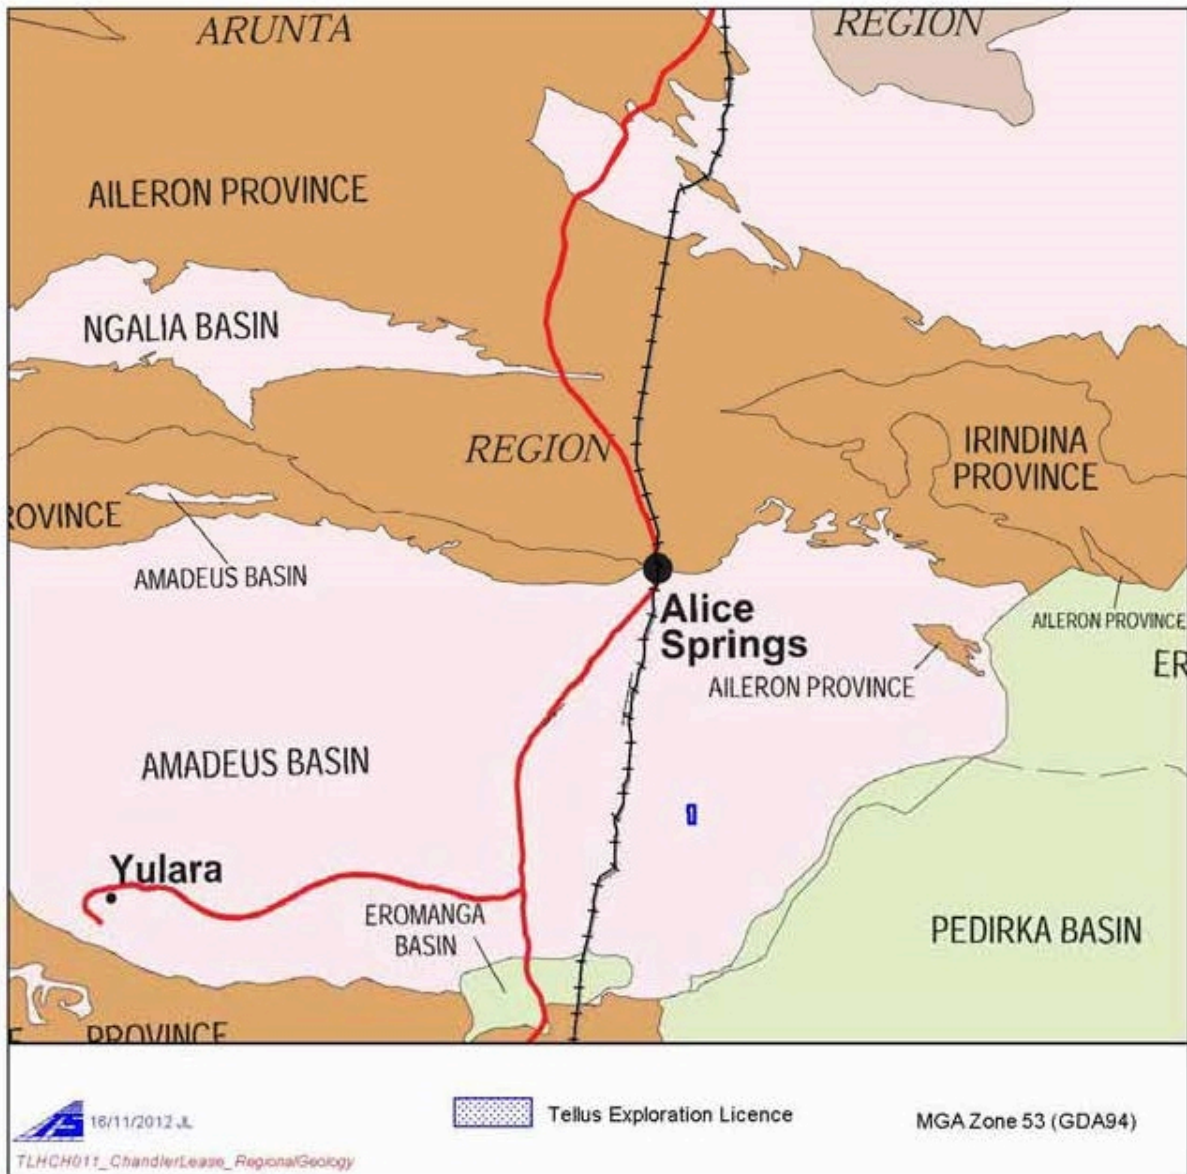 ARUNTA
REGION
AILERON PROVINCE
NGALIA BASIN
REGION
IRINDINA
PROVINCE
ROVINCE
AMADEUS BASIN
Alice
Springs
AILERON PROVINCE
ER
AILERON PROVINCE
AMADEUS BASIN
1
Yulara
EROMANGA
BASIN
PEDIRKA BASIN
E PROVINCE
16/11/2012 JL
Tellus Exploration Licence
MGA Zone 53 (GDA94)
TLHCH011_ChandlerLease_RegionalGeology